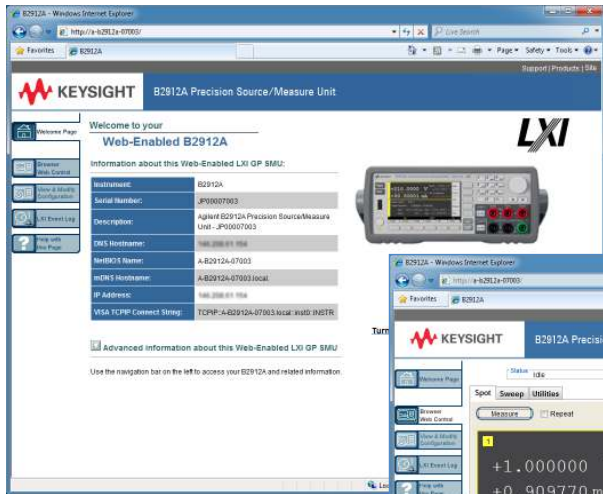 B2912A - Windows Internet Explorer
http://a-b2912a-07003/
Live Search
Favorites
B2912A
Page
Safety
Tools
Support | Products | Site
KEYSIGHT
B2912A Precision Source/Measure Unit
Welcome Page
Browser Web Control
View & Modify Configuration
LXI Event Log
Help with this Page
Welcome to your
Web-Enabled B2912A
Information about this Web-Enabled LXI GP SMU:
Instrument: B2912A
Serial Number: JP00007003
Description: Agilent B2912A Precision Source/Measure
Unit - JP00007003
DNS Hostname:
NetBIOS Name: A-B2912A-07003
mDNS Hostname: A-B2912A-07003.local.
IP Address:
VISA TCPIP Connect String: TCPIP::A-B2912A-07003.local::inst0::INSTR
Advanced information about this Web-Enabled LXI GP SMU
Use the navigation bar on the left to access your B2912A and related information.
LXI
Turn
B2912A - Windows Internet Explorer
http://a-b2912a-07003/
Favorites
B2912A
KEYSIGHT
B2912A Precisi
Welcome Page
Browser Web Control
View & Modify Configuration
LXI Event Log
Help with
Status
Idle
Spot
Sweep
Utilities
Measure
Repeat
1
+1.000000
+0.909770 m